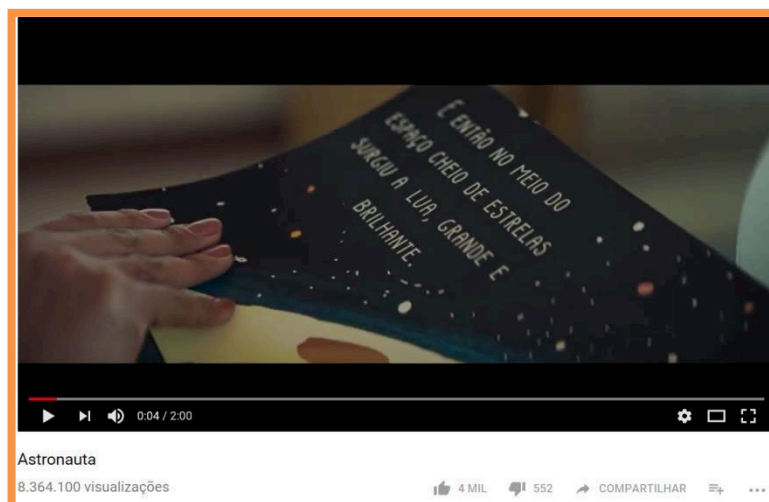 E ENTÃO NO MEIO DO
ESPAÇO CHEIO DE ESTRELAS
SURGIU A LUA, GRANDE E
BRILHANTE.
0:04 / 2:00
Astronauta
8.364.100 visualizações
4 MIL
552
COMPARTILHAR